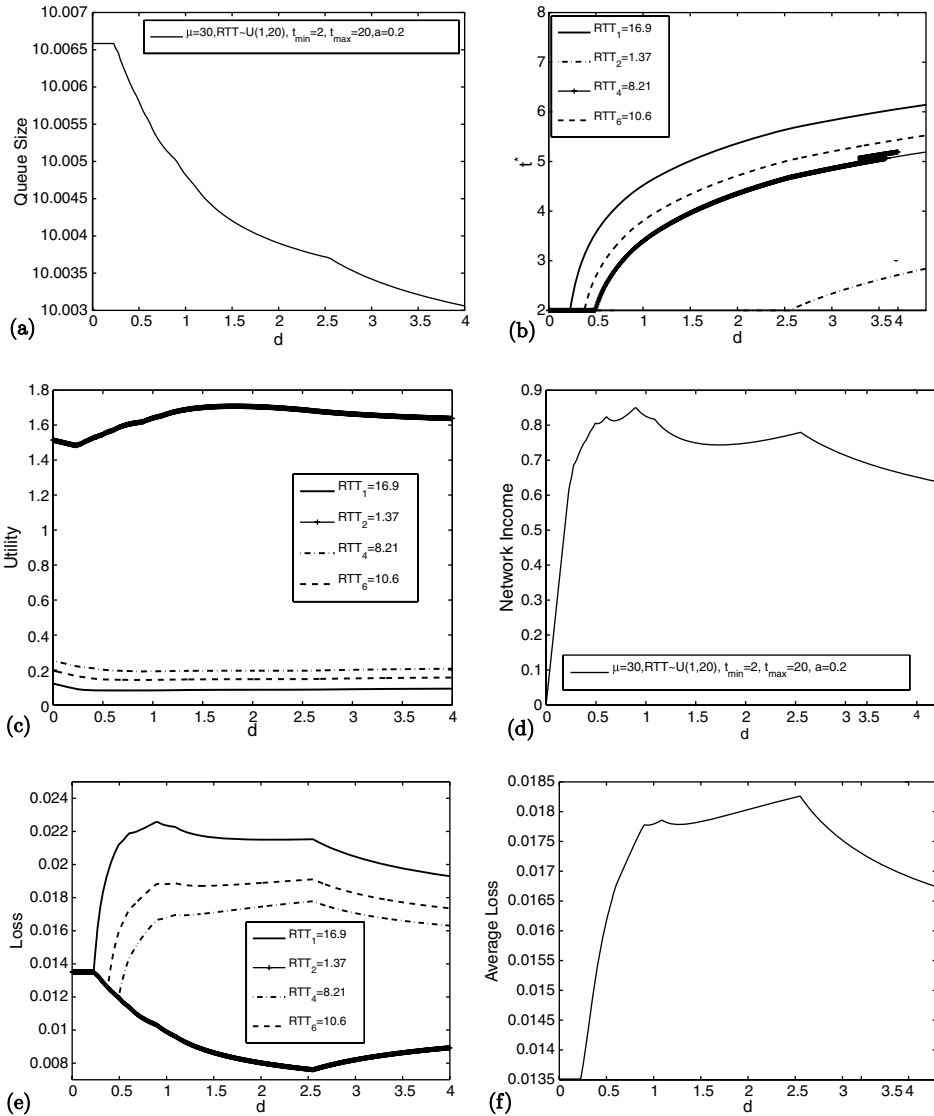 10.007
10.0065
10.006
10.0055
10.005
10.0045
10.004
10.0035
10.003
Queue Size
μ=30,RTT~U(1,20), t_min=2, t_max=20,a=0.2
0 0.5 1 1.5 2 2.5 3 3.5 4
d
(a)
8
7
6
5
4
3
2
t*
RTT_1=16.9
RTT_2=1.37
RTT_4=8.21
RTT_6=10.6
0 0.5 1 1.5 2 2.5 3 3.5 4
d
(b)
1.8
1.6
1.4
1.2
1
0.8
0.6
0.4
0.2
0
Utility
RTT_1=16.9
RTT_2=1.37
RTT_4=8.21
RTT_6=10.6
0 0.5 1 1.5 2 2.5 3 3.5 4
d
(c)
0.9
0.8
0.7
0.6
0.5
0.4
0.3
0.2
0.1
0
Network Income
μ=30,RTT~U(1,20), t_min=2, t_max=20, a=0.2
0 0.5 1 1.5 2 2.5 3 3.5 4
d
(d)
0.024
0.022
0.02
0.018
0.016
0.014
0.012
0.01
0.008
Loss
RTT_1=16.9
RTT_2=1.37
RTT_4=8.21
RTT_6=10.6
0 0.5 1 1.5 2 2.5 3 3.5 4
d
(e)
0.0185
0.018
0.0175
0.017
0.0165
0.016
0.0155
0.015
0.0145
0.014
0.0135
Average Loss
0 0.5 1 1.5 2 2.5 3 3.5 4
d
(f)